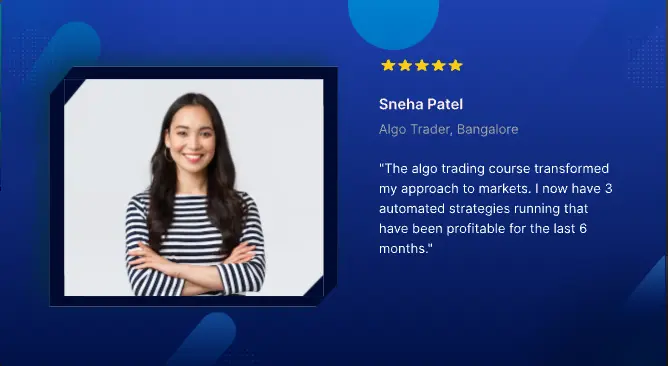 Sneha Patel
Algo Trader, Bangalore
"The algo trading course transformed
my approach to markets. I now have 3
automated strategies running that
have been profitable for the last 6
months."